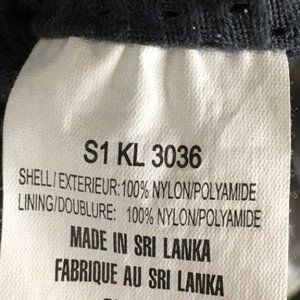 S1 KL 3036
SHELL/EXTERIEUR:100% NYLON/POLYAMIDE
LINING/DOUBLURE: 100% NYLON/POLYAMIDE
MADE IN SRI LANKA
FABRIQUE AU SRI LANKA